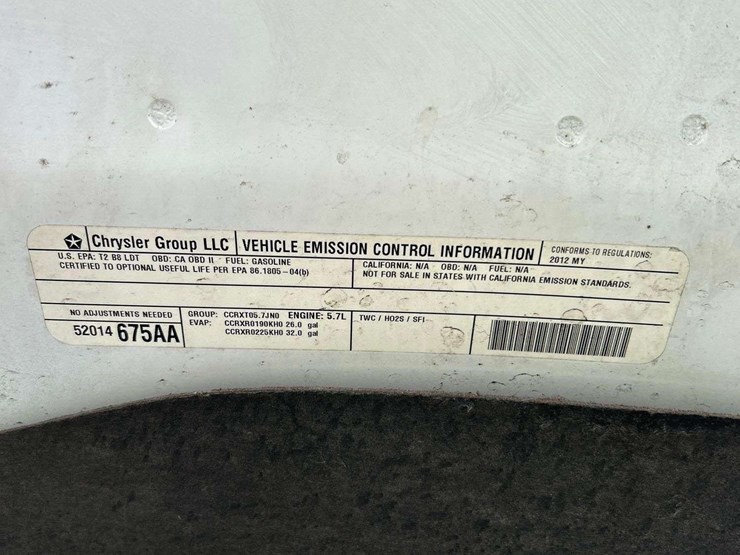 Chrysler Group LLC VEHICLE EMISSION CONTROL INFORMATION CONFORMS TO REGULATIONS:
2012 MY
U.S. EPA: T2 B8 LDT OBD: CA OBD II FUEL: GASOLINE
CERTIFIED TO OPTIONAL USEFUL LIFE PER EPA 86.1805-04(b)
CALIFORNIA: N/A OBD: N/A FUEL: N/A
NOT FOR SALE IN STATES WITH CALIFORNIA EMISSION STANDARDS.
NO ADJUSTMENTS NEEDED
52014 675AA
GROUP: CCRXT05.7JN0 ENGINE: 5.7L
EVAP: CCRXR0190KH0 26.0 gal
CCRXR0225KH0 32.0 gal
TWC / HO2S / SFI